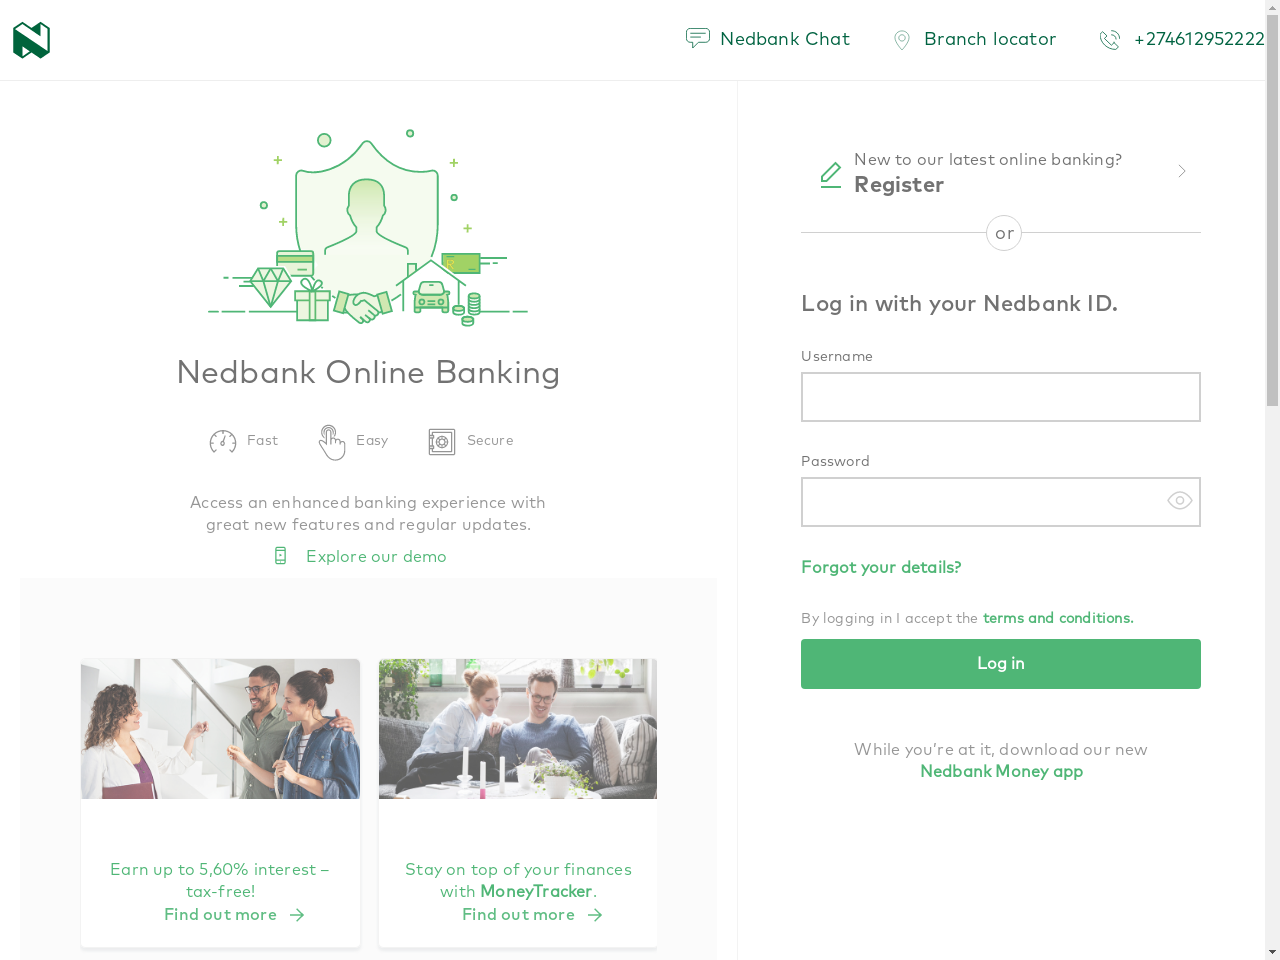 Nedbank Chat
Branch locator
+274612952222
New to our latest online banking?
Register
or
Log in with your Nedbank ID.
Username
Password
Forgot your details?
By logging in I accept the terms and conditions.
Log in
While you’re at it, download our new
Nedbank Money app
Nedbank Online Banking
Fast
Easy
Secure
Access an enhanced banking experience with
great new features and regular updates.
Explore our demo
Earn up to 5,60% interest –
tax-free!
Find out more
Stay on top of your finances
with MoneyTracker.
Find out more